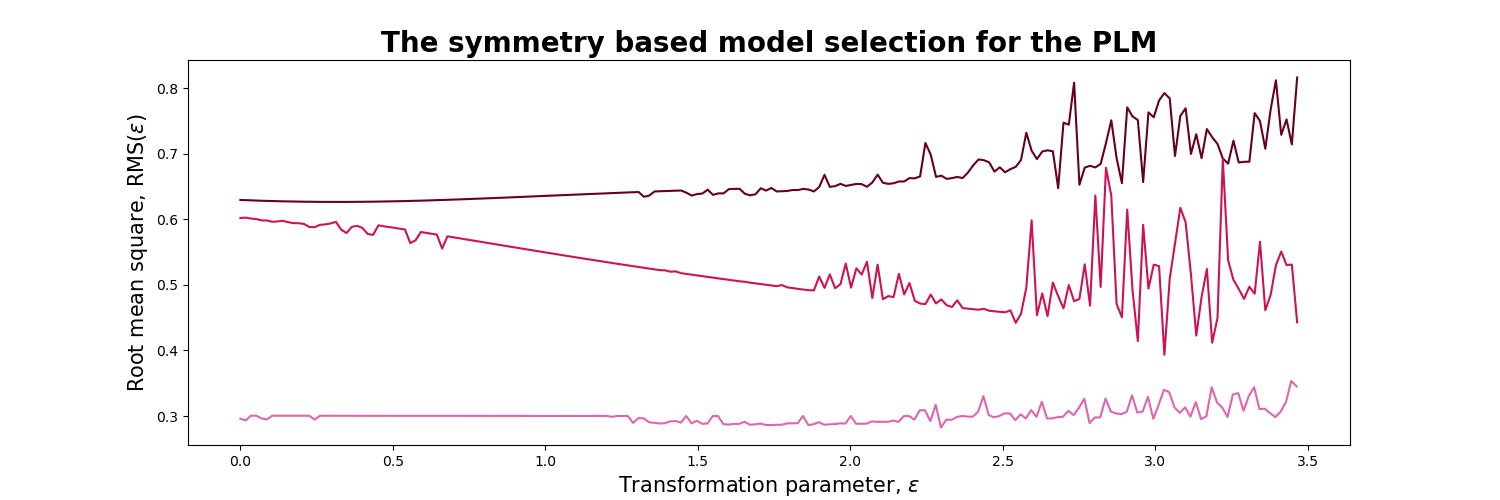 The symmetry based model selection for the PLM
Root mean square, RMS(ε)
0.8
0.7
0.6
0.5
0.4
0.3
0.0 0.5 1.0 1.5 2.0 2.5 3.0 3.5
Transformation parameter, ε